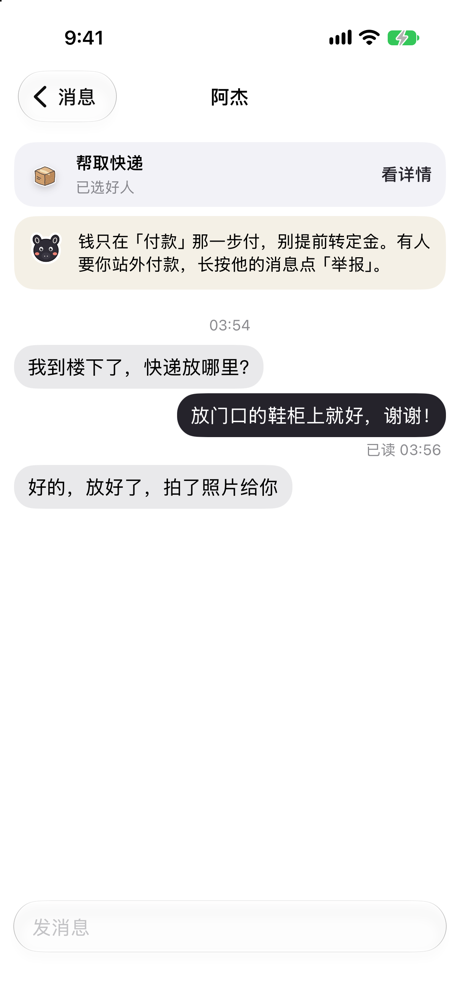 9:41
消息
阿杰
帮取快递
已选好人
看详情
钱只在「付款」那一步付，别提前转定金。有人
要你站外付款，长按他的消息点「举报」。
03:54
我到楼下了，快递放哪里？
放门口的鞋柜上就好，谢谢！
已读 03:56
好的，放好了，拍了照片给你
发消息